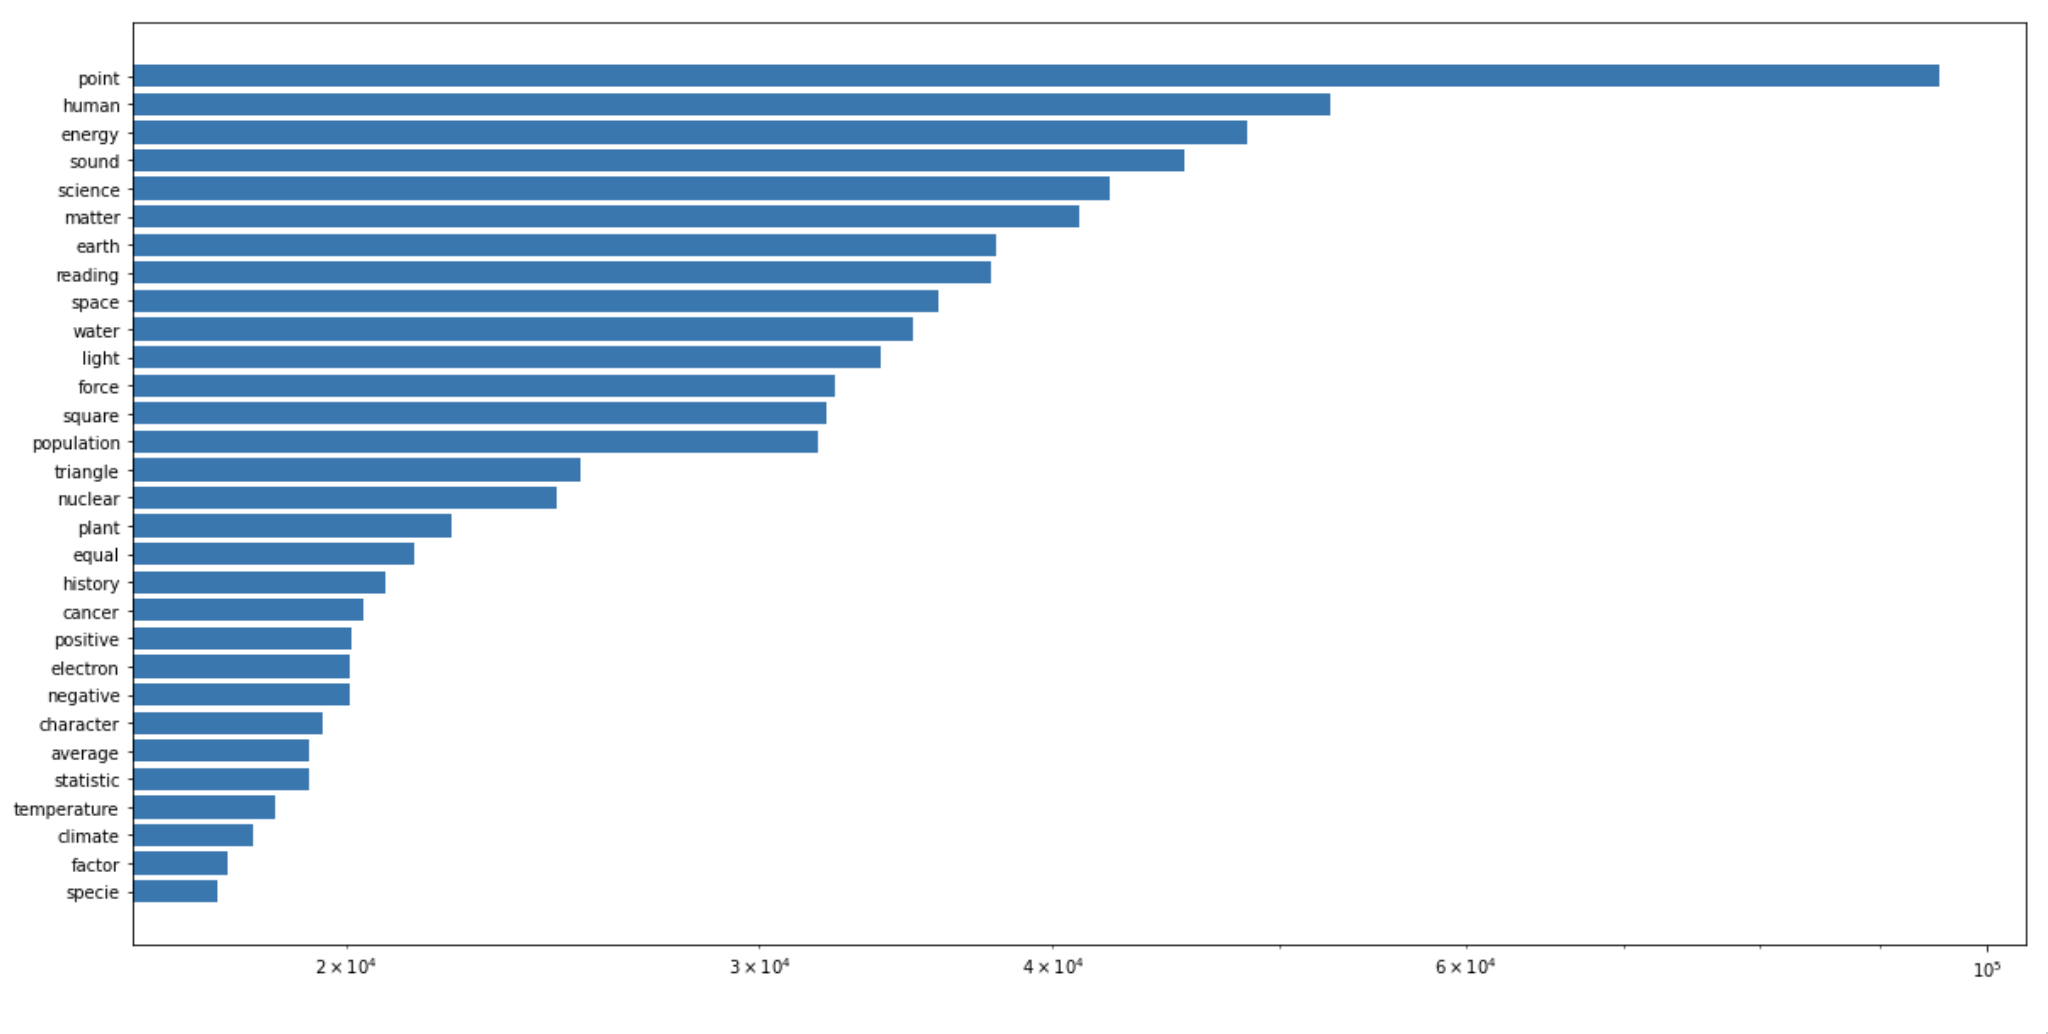 point
human
energy
sound
science
matter
earth
reading
space
water
light
force
square
population
triangle
nuclear
plant
equal
history
cancer
positive
electron
negative
character
average
statistic
temperature
climate
factor
specie
2 × 10⁴ 3 × 10⁴ 4 × 10⁴ 6 × 10⁴ 10⁵